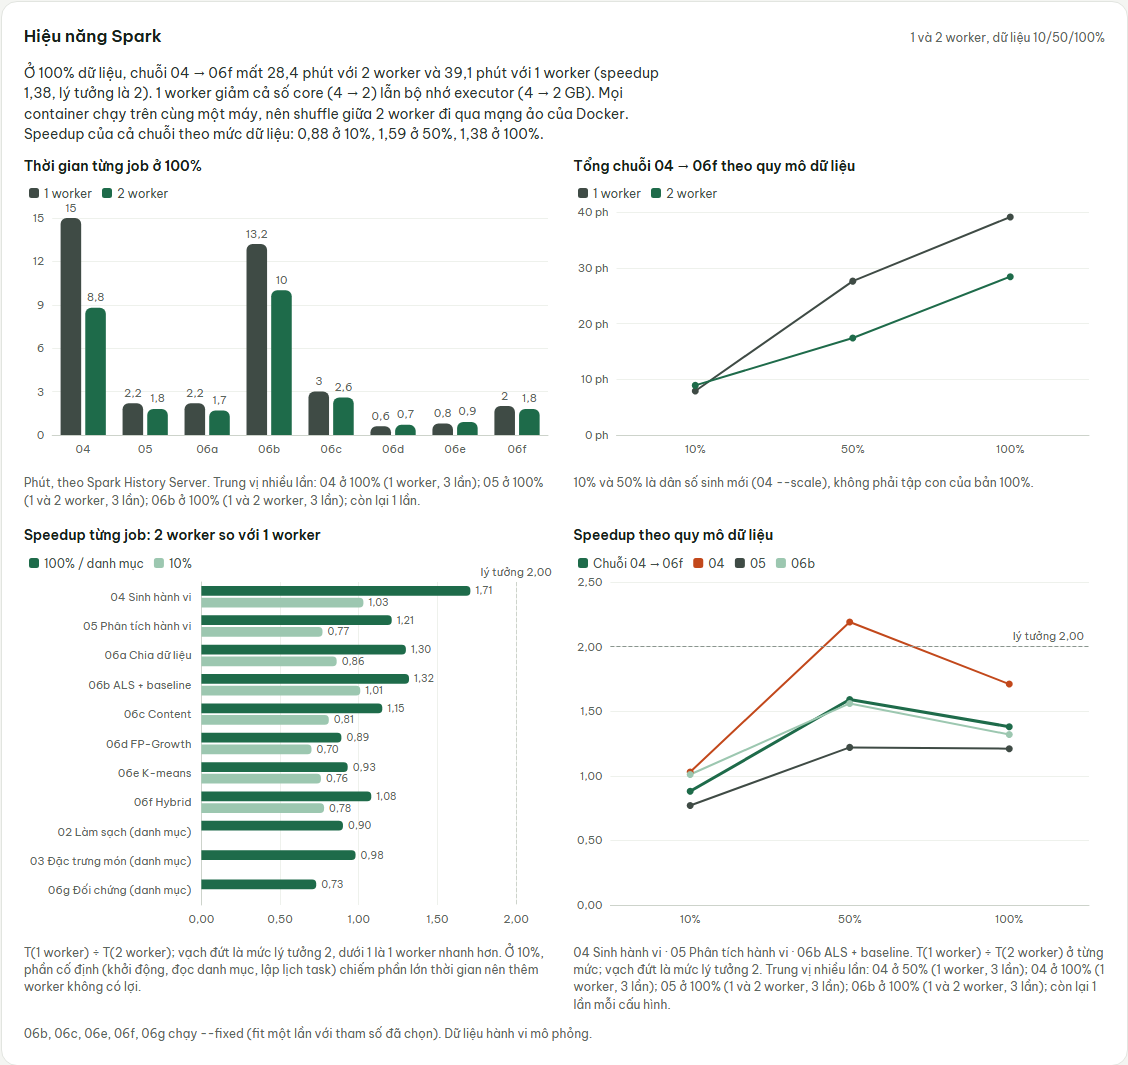 Hiệu năng Spark
1 và 2 worker, dữ liệu 10/50/100%
Ở 100% dữ liệu, chuỗi 04 → 06f mất 28,4 phút với 2 worker và 39,1 phút với 1 worker (speedup
1,38, lý tưởng là 2). 1 worker giảm cả số core (4 → 2) lẫn bộ nhớ executor (4 → 2 GB). Mọi
container chạy trên cùng một máy, nên shuffle giữa 2 worker đi qua mạng ảo của Docker.
Speedup của cả chuỗi theo mức dữ liệu: 0,88 ở 10%, 1,59 ở 50%, 1,38 ở 100%.
Thời gian từng job ở 100%
1 worker 2 worker
15
12
9
6
3
0
15 8,8 2,2 1,8 2,2 1,7 13,2 10 3 2,6 0,6 0,7 0,8 0,9 2 1,8
04 05 06a 06b 06c 06d 06e 06f
Phút, theo Spark History Server. Trung vị nhiều lần: 04 ở 100% (1 worker, 3 lần); 05 ở 100%
(1 và 2 worker, 3 lần); 06b ở 100% (1 và 2 worker, 3 lần); còn lại 1 lần.
Tổng chuỗi 04 → 06f theo quy mô dữ liệu
1 worker 2 worker
40 ph
30 ph
20 ph
10 ph
0 ph
10% 50% 100%
10% và 50% là dân số sinh mới (04 --scale), không phải tập con của bản 100%.
Speedup từng job: 2 worker so với 1 worker
100% / danh mục 10%
lý tưởng 2,00
04 Sinh hành vi 1,71 1,03
05 Phân tích hành vi 1,21 0,77
06a Chia dữ liệu 1,30 0,86
06b ALS + baseline 1,32 1,01
06c Content 1,15 0,81
06d FP-Growth 0,89 0,70
06e K-means 0,93 0,76
06f Hybrid 1,08 0,78
02 Làm sạch (danh mục) 0,90
03 Đặc trưng món (danh mục) 0,98
06g Đối chứng (danh mục) 0,73
0,00 0,50 1,00 1,50 2,00
T(1 worker) ÷ T(2 worker); vạch đứt là mức lý tưởng 2, dưới 1 là 1 worker nhanh hơn. Ở 10%,
phần cố định (khởi động, đọc danh mục, lập lịch task) chiếm phần lớn thời gian nên thêm
worker không có lợi.
Speedup theo quy mô dữ liệu
Chuỗi 04 → 06f 04 05 06b
2,50
lý tưởng 2,00
2,00
1,50
1,00
0,50
0,00
10% 50% 100%
04 Sinh hành vi · 05 Phân tích hành vi · 06b ALS + baseline. T(1 worker) ÷ T(2 worker) ở từng
mức; vạch đứt là mức lý tưởng 2. Trung vị nhiều lần: 04 ở 50% (1 worker, 3 lần); 04 ở 100% (1
worker, 3 lần); 05 ở 100% (1 và 2 worker, 3 lần); 06b ở 100% (1 và 2 worker, 3 lần); còn lại 1
lần mỗi cấu hình.
06b, 06c, 06e, 06f, 06g chạy --fixed (fit một lần với tham số đã chọn). Dữ liệu hành vi mô phỏng.